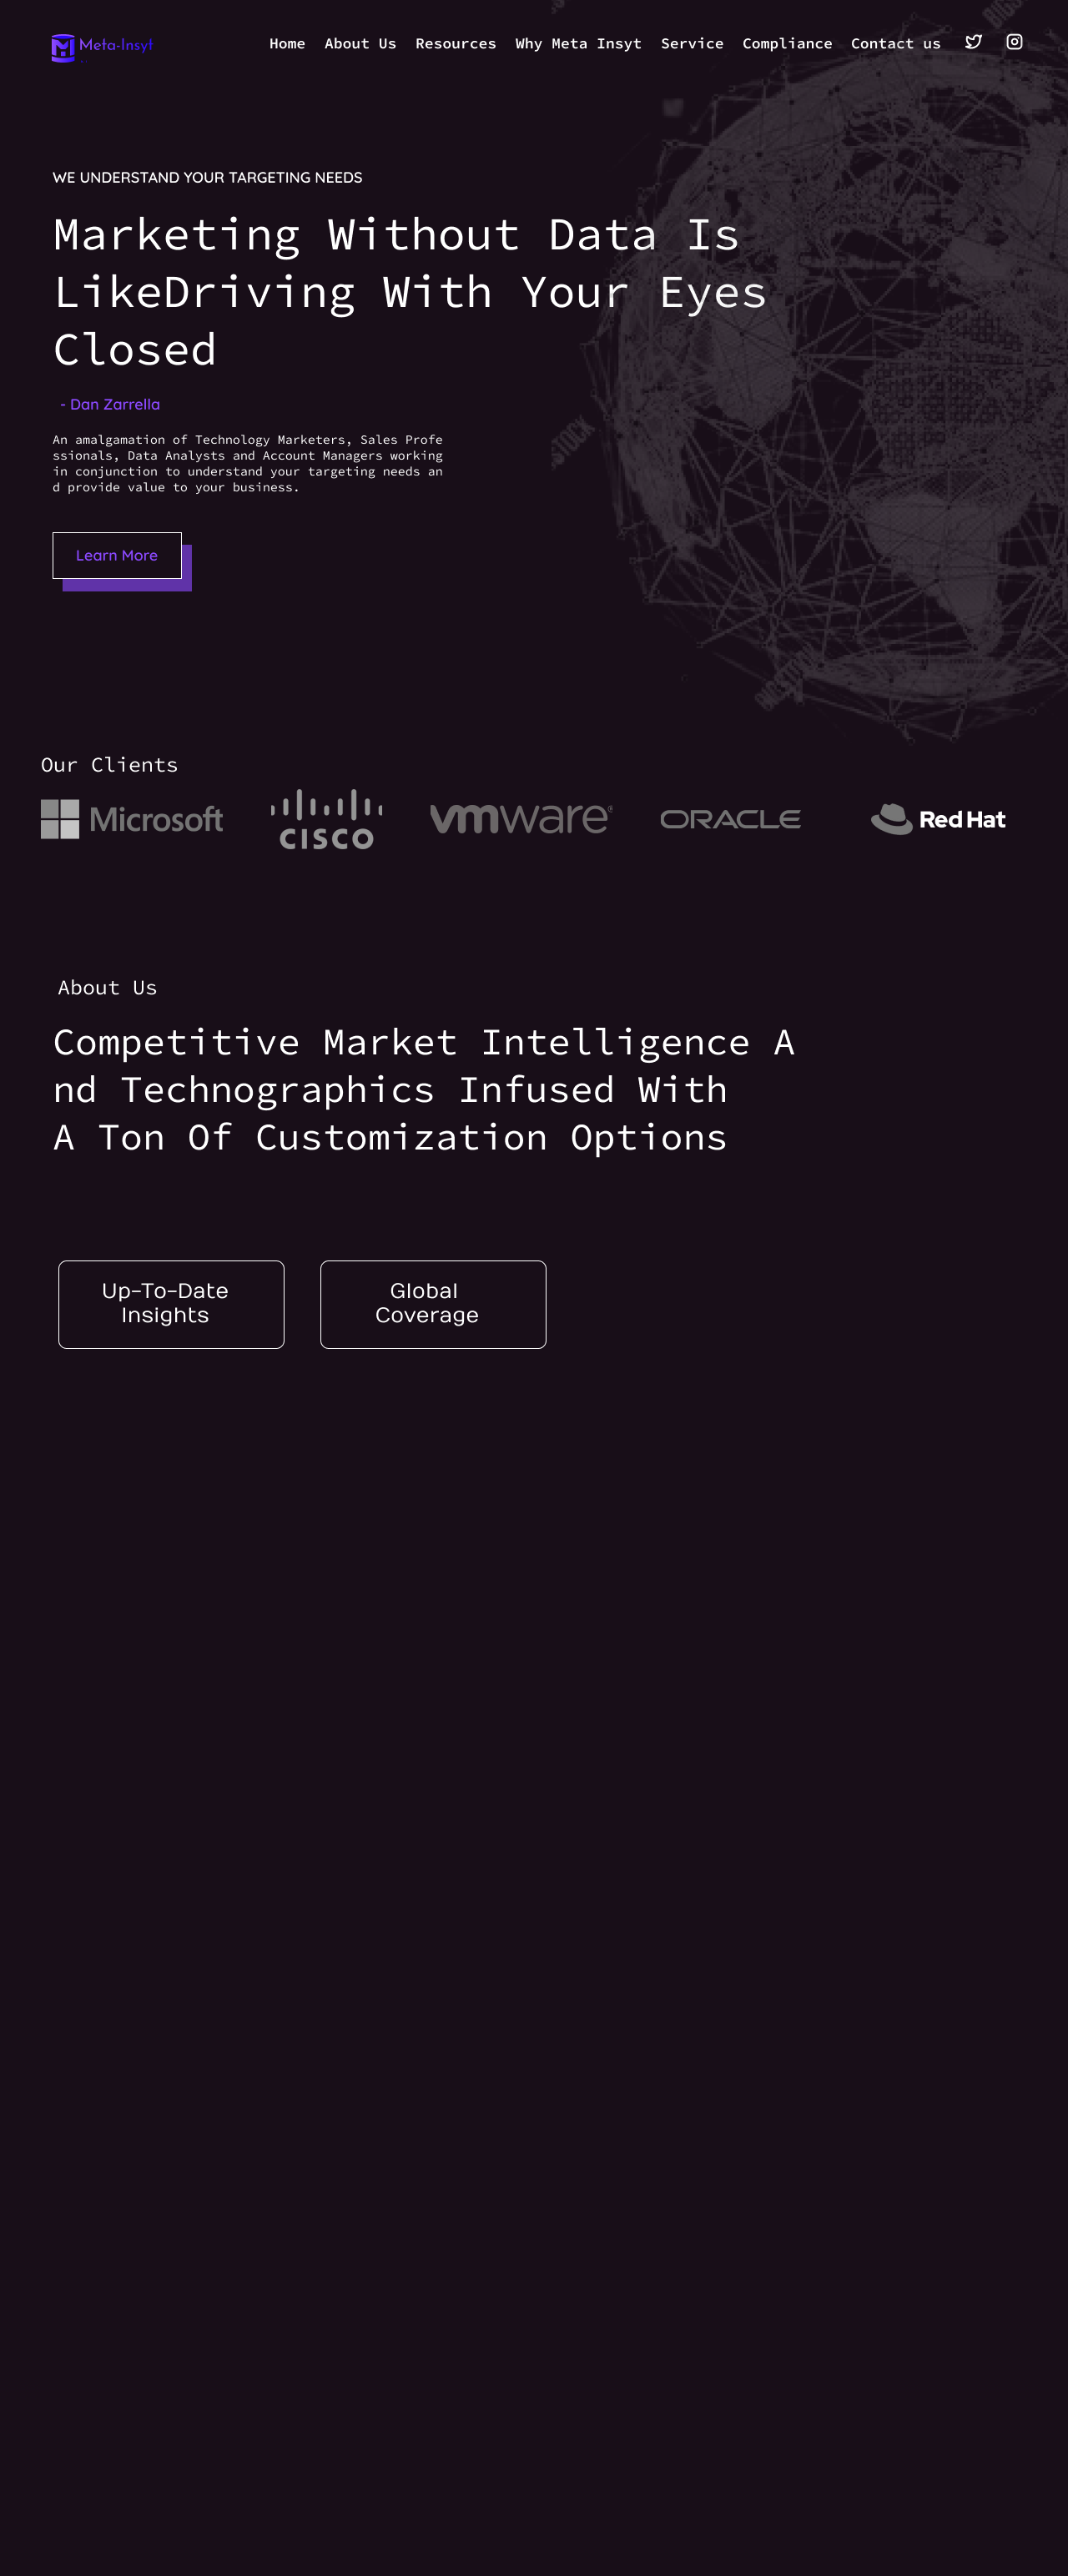 Meta-Insyt
Home About Us Resources Why Meta Insyt Service Compliance Contact us
WE UNDERSTAND YOUR TARGETING NEEDS
Marketing Without Data Is
LikeDriving With Your Eyes
Closed
- Dan Zarrella
An amalgamation of Technology Marketers, Sales Profe
ssionals, Data Analysts and Account Managers working
in conjunction to understand your targeting needs an
d provide value to your business.
Learn More
Our Clients
Microsoft
CISCO
vmware
ORACLE
Red Hat
About Us
Competitive Market Intelligence A
nd Technographics Infused With
A Ton Of Customization Options
Up-To-Date
Insights
Global
Coverage